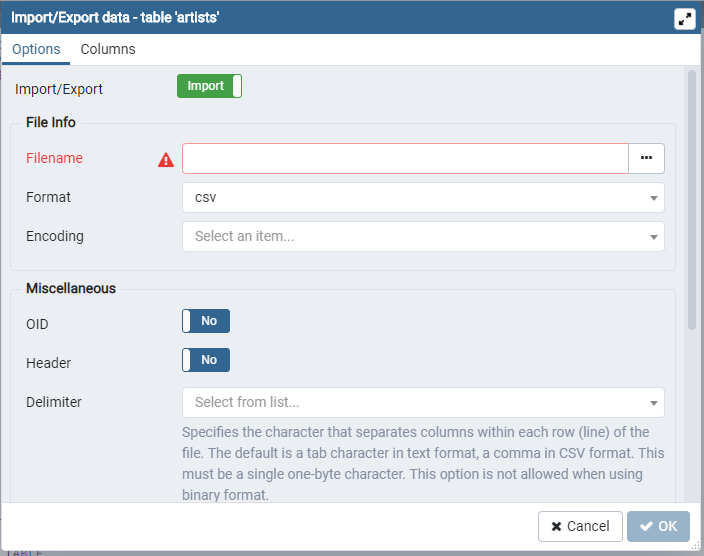 Import/Export data - table 'artists'
Options Columns
Import/Export Import
File Info
Filename
Format csv
Encoding Select an item...
Miscellaneous
OID No
Header No
Delimiter Select from list...
Specifies the character that separates columns within each row (line) of the
file. The default is a tab character in text format, a comma in CSV format. This
must be a single one-byte character. This option is not allowed when using
binary format.
Cancel OK
TABLE